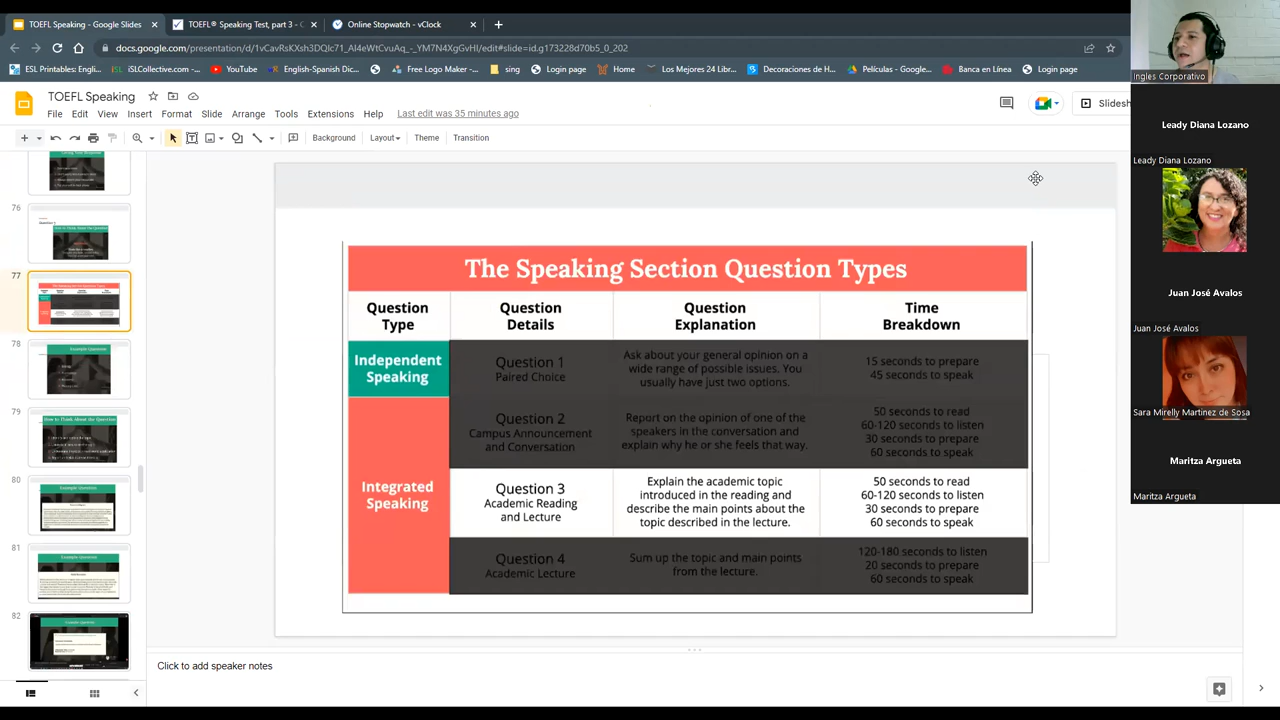 TOEFL Speaking - Google Slides
TOEFL® Speaking Test, part 3 - C
Online Stopwatch - vClock
docs.google.com/presentation/d/1vCavRsKXsh3DQlc71_Al4eWtCvuAq_-_YM7N4XgGvHI/edit#slide=id.g173228d70b5_0_202
ESL Printables: Engli...
iSLCollective.com -...
YouTube
English-Spanish Dic...
Login page
Free Logo Maker -...
sing
Login page
Home
Los Mejores 24 Libr...
Decoraciones de H...
Películas - Google...
Banca en Línea
Login page
TOEFL Speaking
File Edit View Insert Format Slide Arrange Tools Extensions Help Last edit was 35 minutes ago
Slidesh
Background Layout Theme Transition
76
77
78
79
80
81
82
The Speaking Section Question Types
Question
Type
Question
Details
Question
Explanation
Time
Breakdown
Independent
Speaking
Question 1
Paired Choice
Ask about your general opinion on a
wide range of possible issues. You
usually have just two options.
15 seconds to prepare
45 seconds to speak
Integrated
Speaking
Question 2
Campus Announcement
and Conversation
Report on the opinion of one the
speakers in the conversation and
explain why he or she feels that way.
50 seconds to read
60-120 seconds to listen
30 seconds to prepare
60 seconds to speak
Question 3
Academic Reading
and Lecture
Explain the academic topic
introduced in the reading and
describe the main points about the
topic described in the lecture.
50 seconds to read
60-120 seconds to listen
30 seconds to prepare
60 seconds to speak
Question 4
Academic Lecture
Sum up the topic and main points
from the lecture.
120-180 seconds to listen
20 seconds to prepare
60 seconds to speak
Click to add speaker notes
Ingles Corporativo
Leady Diana Lozano
Leady Diana Lozano
Juan José Avalos
Juan José Avalos
Sara Mirelly Martinez de Sosa
Maritza Argueta
Maritza Argueta